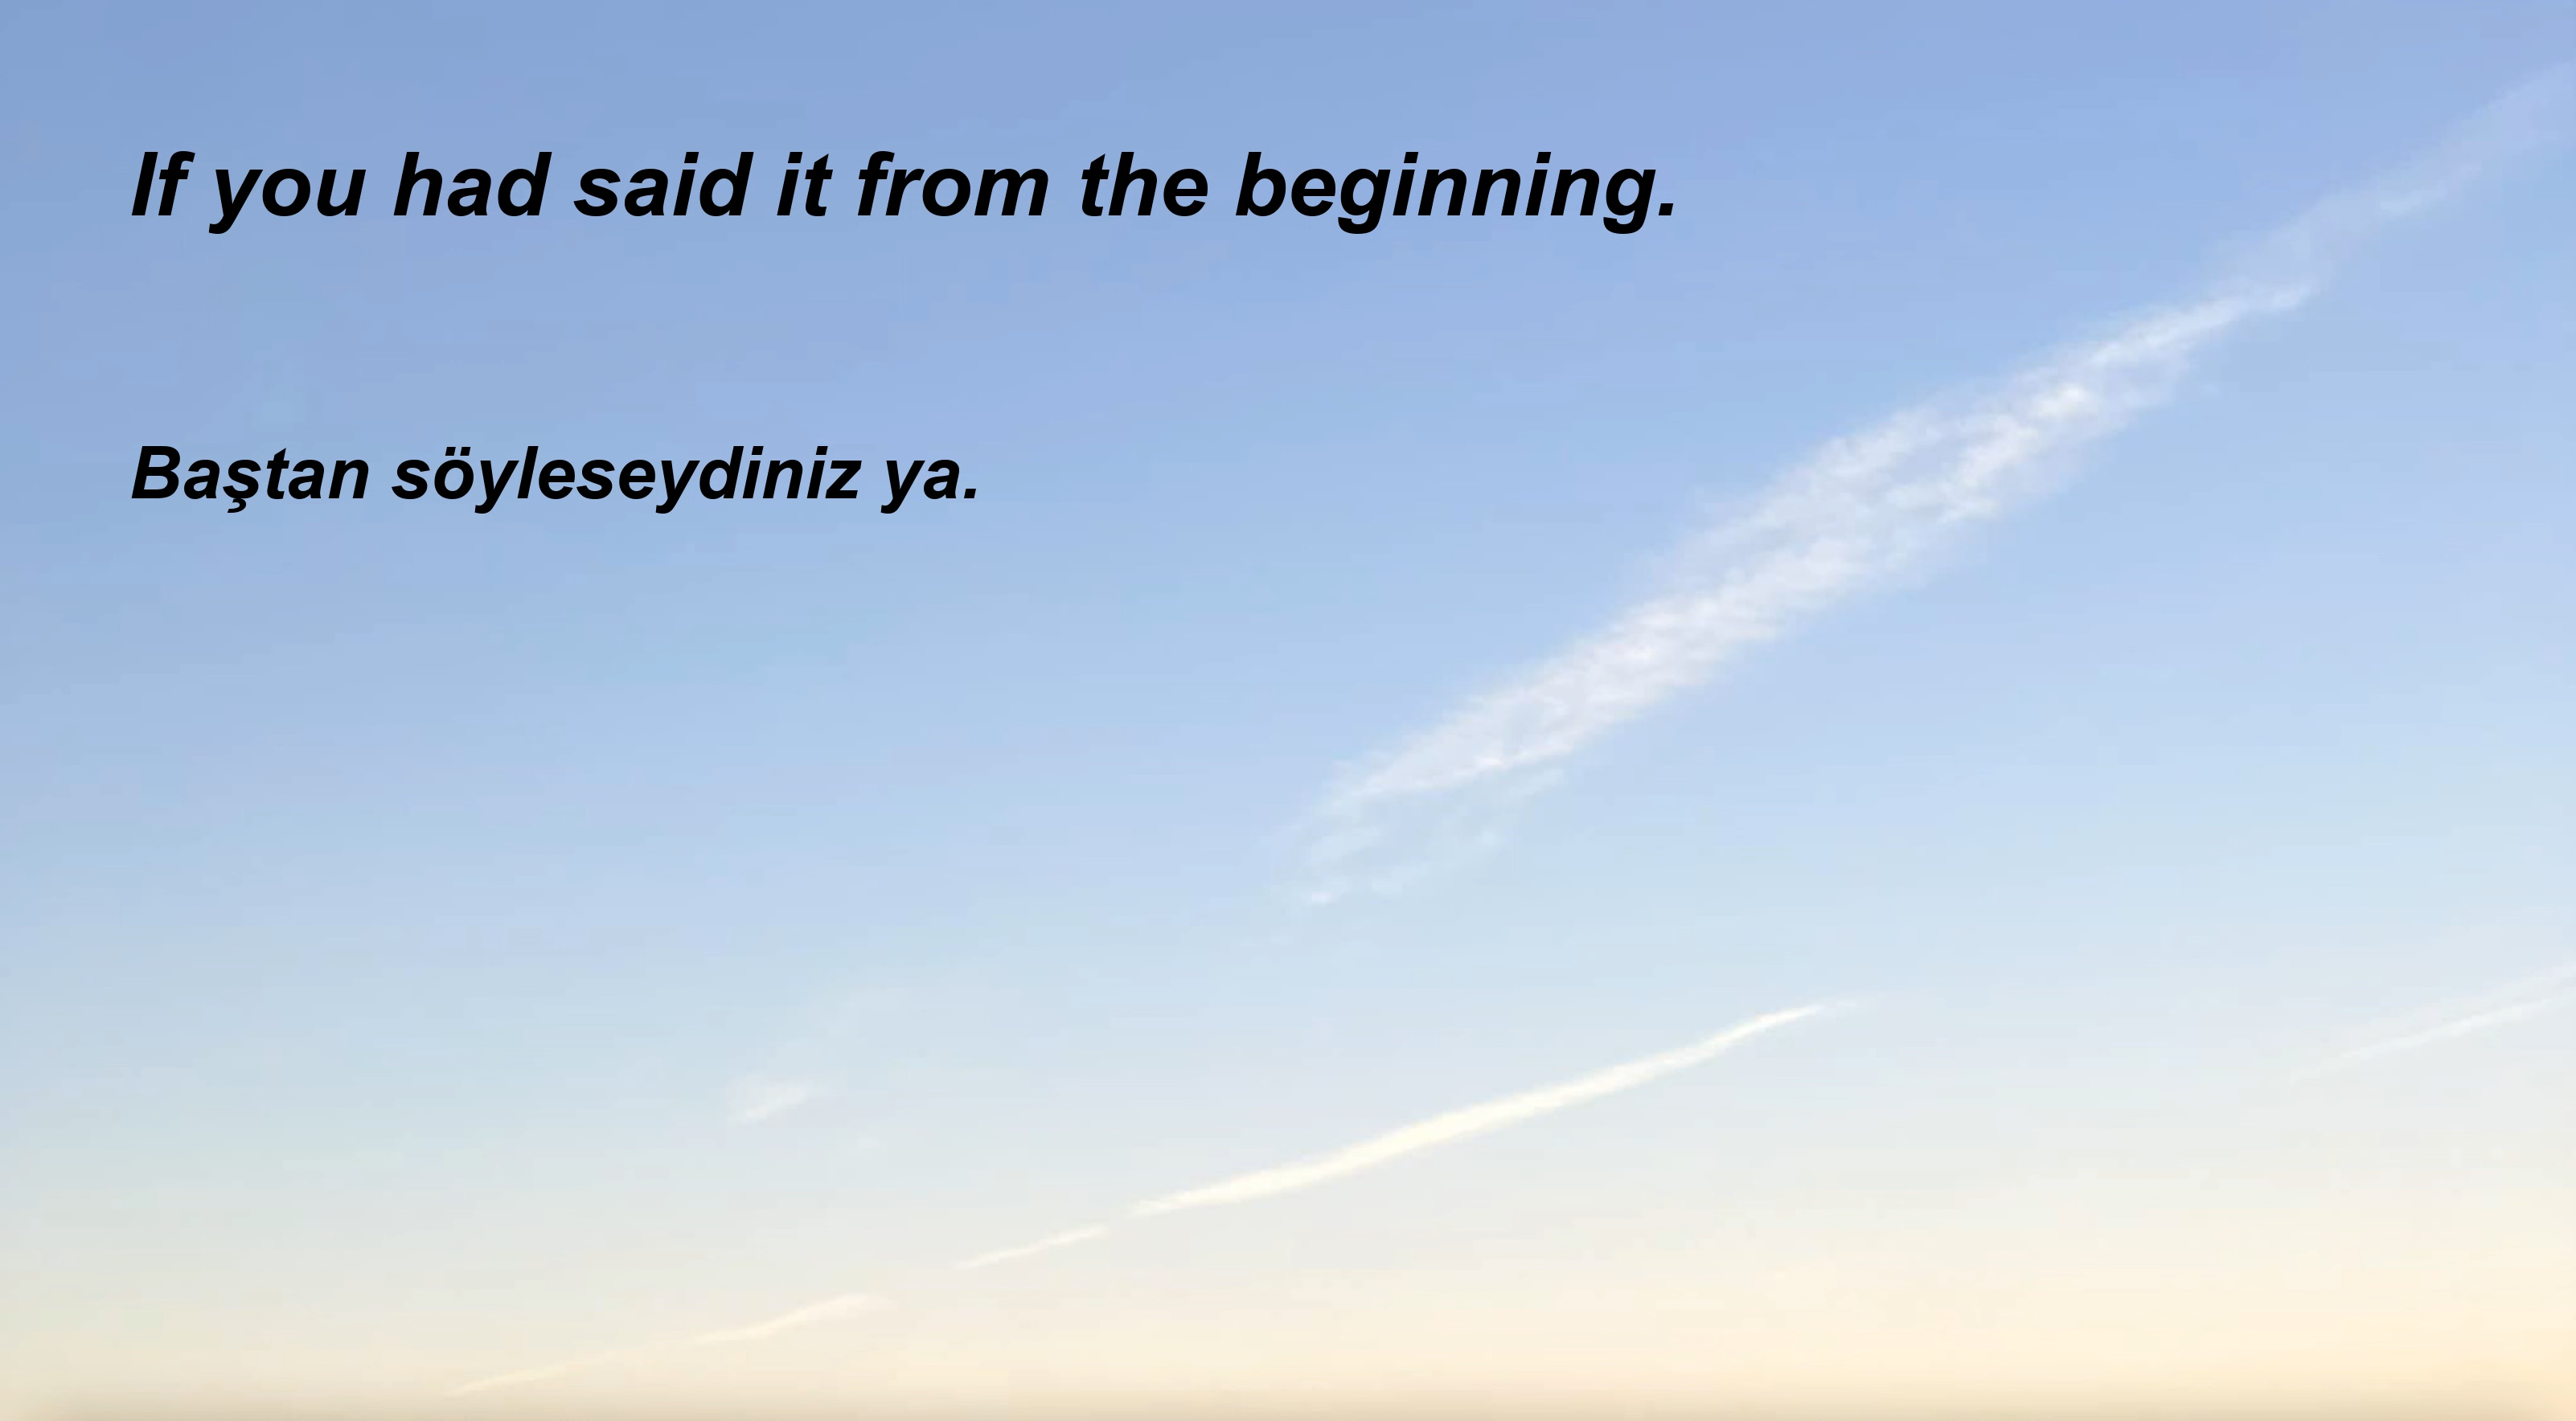 If you had said it from the beginning.
Baştan söyleseydiniz ya.